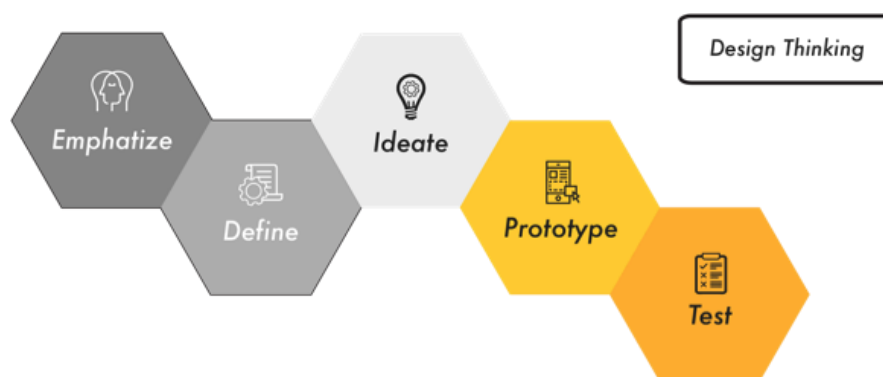 Design Thinking
Emphatize
Define
Ideate
Prototype
Test